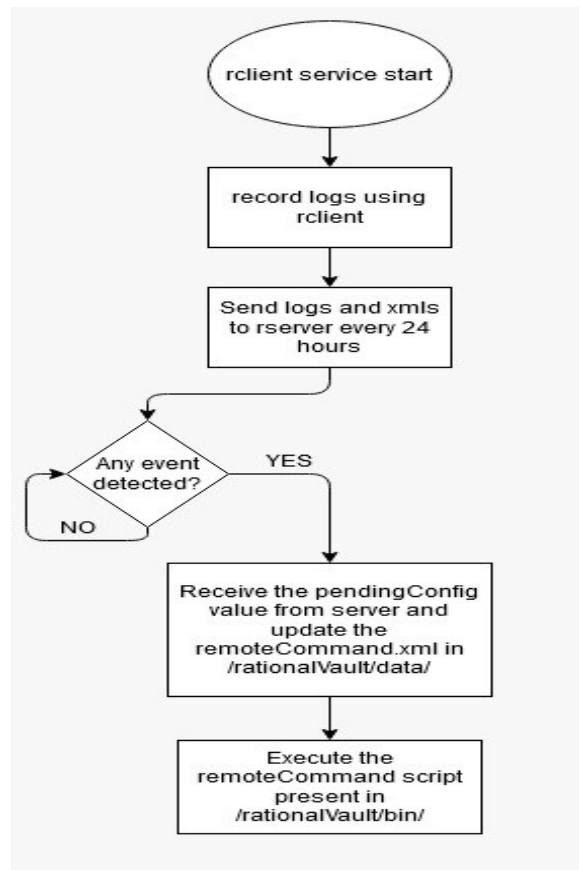 rclient service start
record logs using
rclient
Send logs and xmls
to rserver every 24
hours
Any event
detected?
YES
NO
Receive the pendingConfig
value from server and
update the
remoteCommand.xml in
/rationalVault/data/
Execute the
remoteCommand script
present in
/rationalVault/bin/